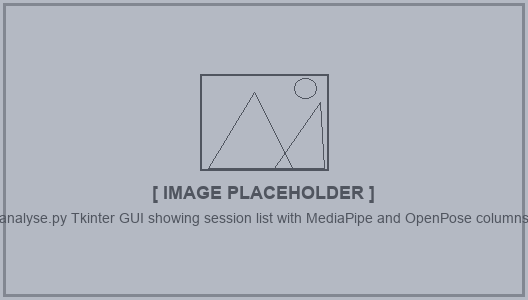 [ IMAGE PLACEHOLDER ]
analyse.py Tkinter GUI showing session list with MediaPipe and OpenPose columns